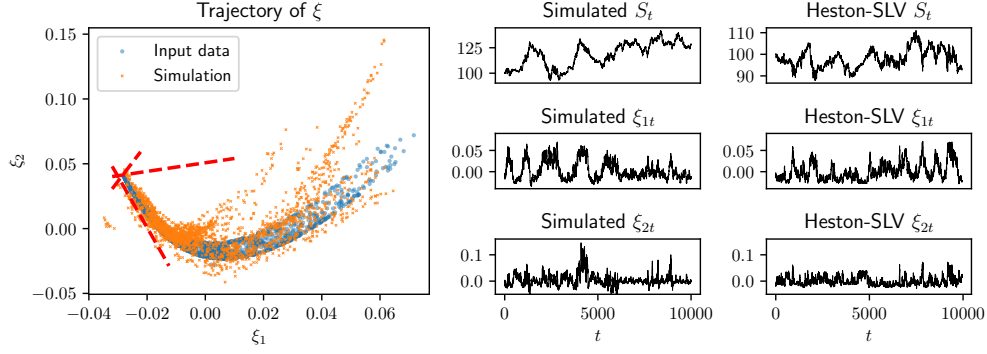 Trajectory of ξ
Input data
Simulation
0.15
0.10
0.05
0.00
−0.05
ξ2
−0.04
−0.02
0.00
0.02
0.04
0.06
ξ1
Simulated St
125
100
Heston-SLV St
110
100
90
Simulated ξ1t
0.05
0.00
Heston-SLV ξ1t
0.05
0.00
Simulated ξ2t
0.1
0.0
0
5000
10000
t
Heston-SLV ξ2t
0.1
0.0
0
5000
10000
t